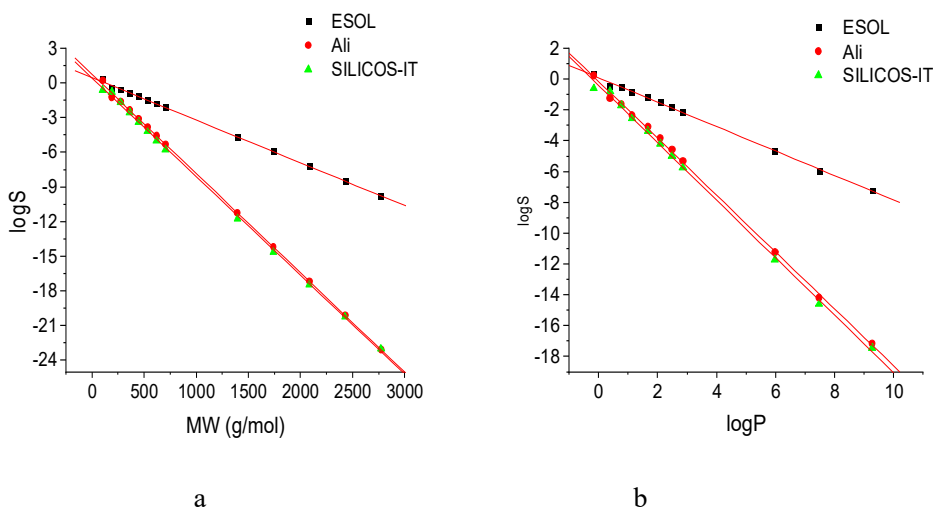 ESOL
Ali
SILICOS-IT
3
0
-3
-6
-9
-12
-15
-18
-21
-24
logS
0 500 1000 1500 2000 2500 3000
MW (g/mol)
a
ESOL
Ali
SILICOS-IT
2
0
-2
-4
-6
-8
-10
-12
-14
-16
-18
logS
0 2 4 6 8 10
logP
b